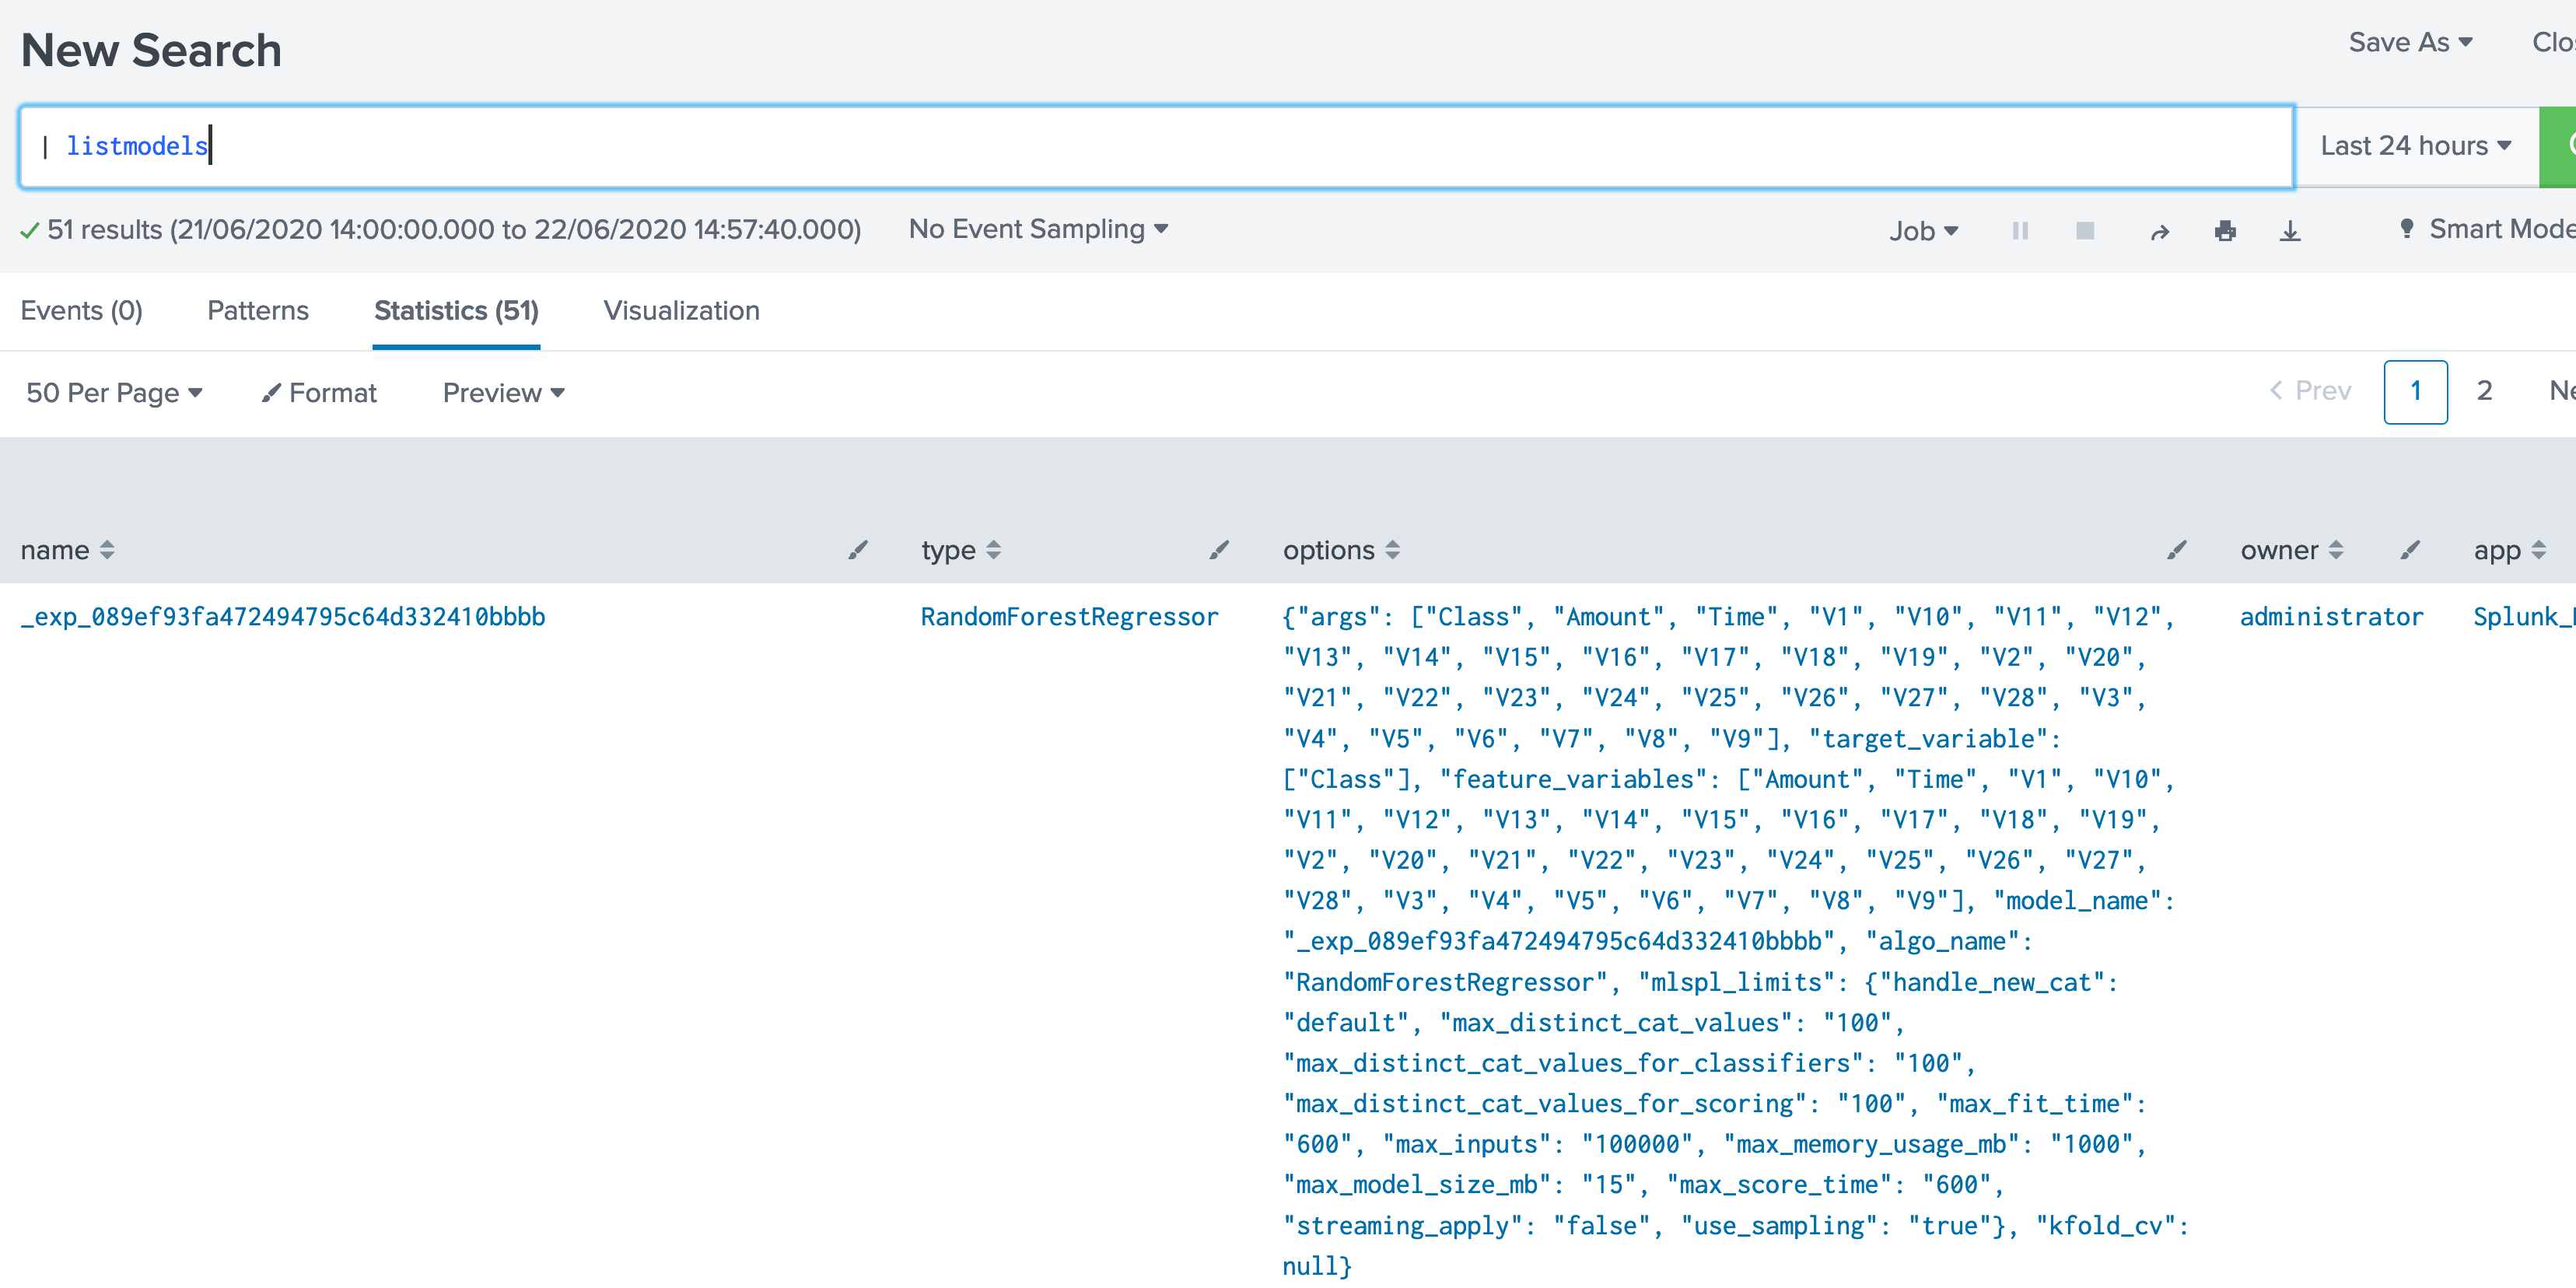 New Search
Save As
| listmodels
Last 24 hours
51 results (21/06/2020 14:00:00.000 to 22/06/2020 14:57:40.000)
No Event Sampling
Job
Smart Mode
Events (0)
Patterns
Statistics (51)
Visualization
50 Per Page
Format
Preview
Prev
1
2
name
type
options
owner
app
_exp_089ef93fa472494795c64d332410bbbb
RandomForestRegressor
{"args": ["Class", "Amount", "Time", "V1", "V10", "V11", "V12",
"V13", "V14", "V15", "V16", "V17", "V18", "V19", "V2", "V20",
"V21", "V22", "V23", "V24", "V25", "V26", "V27", "V28", "V3",
"V4", "V5", "V6", "V7", "V8", "V9"], "target_variable":
["Class"], "feature_variables": ["Amount", "Time", "V1", "V10",
"V11", "V12", "V13", "V14", "V15", "V16", "V17", "V18", "V19",
"V2", "V20", "V21", "V22", "V23", "V24", "V25", "V26", "V27",
"V28", "V3", "V4", "V5", "V6", "V7", "V8", "V9"], "model_name":
"_exp_089ef93fa472494795c64d332410bbbb", "algo_name":
"RandomForestRegressor", "mlspl_limits": {"handle_new_cat":
"default", "max_distinct_cat_values": "100",
"max_distinct_cat_values_for_classifiers": "100",
"max_distinct_cat_values_for_scoring": "100", "max_fit_time":
"600", "max_inputs": "100000", "max_memory_usage_mb": "1000",
"max_model_size_mb": "15", "max_score_time": "600",
"streaming_apply": "false", "use_sampling": "true"}, "kfold_cv":
null}
administrator